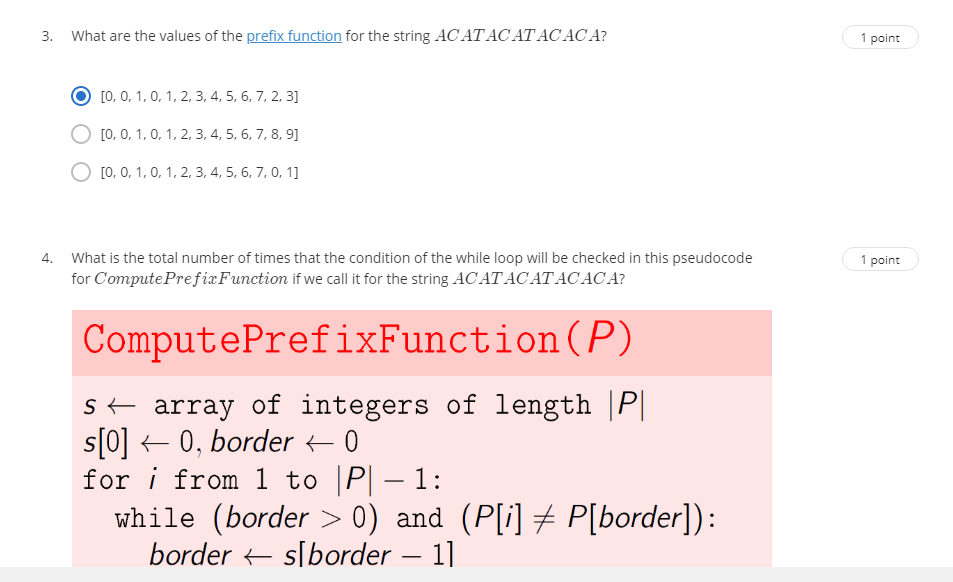 3. What are the values of the prefix function for the string ACATACATACACA? 1 point
[0, 0, 1, 0, 1, 2, 3, 4, 5, 6, 7, 2, 3]
[0, 0, 1, 0, 1, 2, 3, 4, 5, 6, 7, 8, 9]
[0, 0, 1, 0, 1, 2, 3, 4, 5, 6, 7, 0, 1]
4. What is the total number of times that the condition of the while loop will be checked in this pseudocode 1 point
for ComputePrefixFunction if we call it for the string ACATACATACACA?
ComputePrefixFunction(P)
s ← array of integers of length |P|
s[0] ← 0, border ← 0
for i from 1 to |P| − 1:
while (border > 0) and (P[i] ≠ P[border]):
border ← s[border − 1]